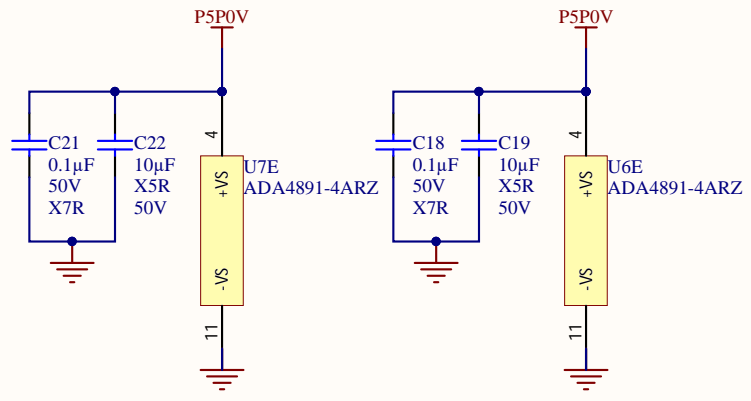 P5P0V
P5P0V
C21
0.1µF
50V
X7R
C22
10µF
X5R
50V
4
+VS
-VS
11
U7E
ADA4891-4ARZ
C18
0.1µF
50V
X7R
C19
10µF
X5R
50V
4
+VS
-VS
11
U6E
ADA4891-4ARZ